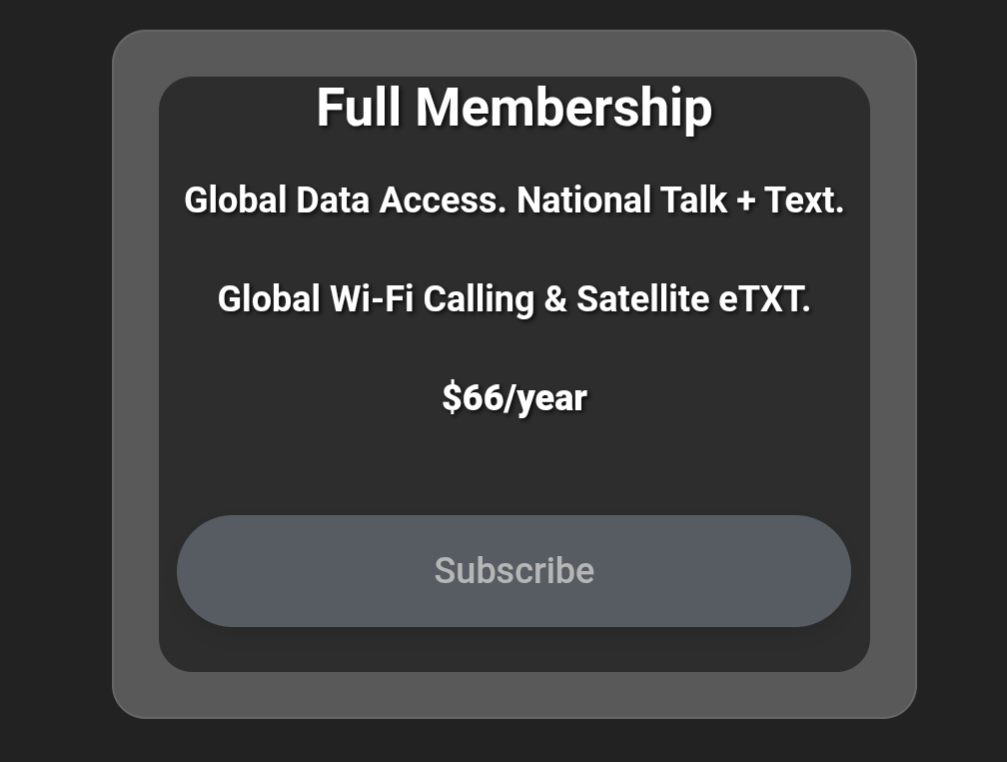 Full Membership
Global Data Access. National Talk + Text.
Global Wi-Fi Calling & Satellite eTXT.
$66/year
Subscribe